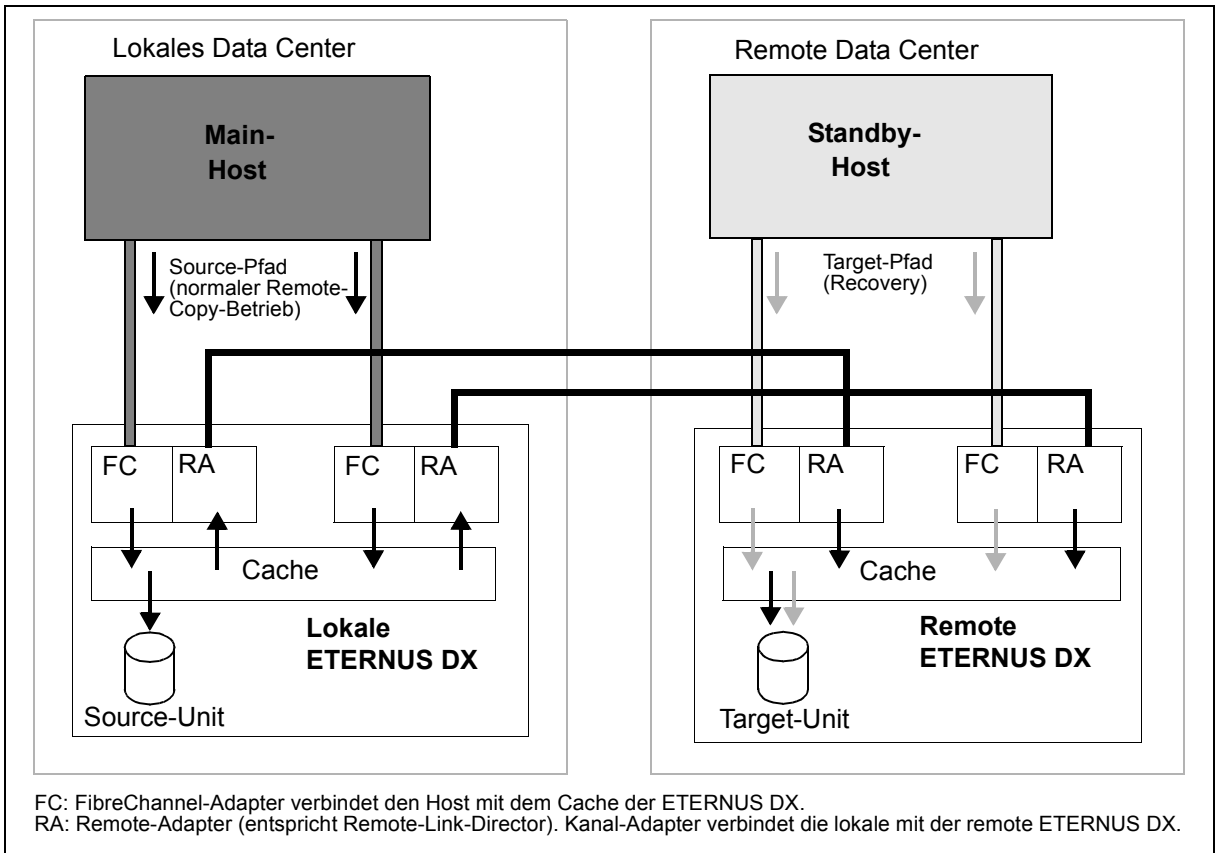 Lokales Data Center
Remote Data Center
Main-
Host
Standby-
Host
Source-Pfad
(normaler Remote-
Copy-Betrieb)
Target-Pfad
(Recovery)
FC RA FC RA
FC RA FC RA
Cache
Cache
Lokale
ETERNUS DX
Remote
ETERNUS DX
Source-Unit
Target-Unit
FC: FibreChannel-Adapter verbindet den Host mit dem Cache der ETERNUS DX.
RA: Remote-Adapter (entspricht Remote-Link-Director). Kanal-Adapter verbindet die lokale mit der remote ETERNUS DX.